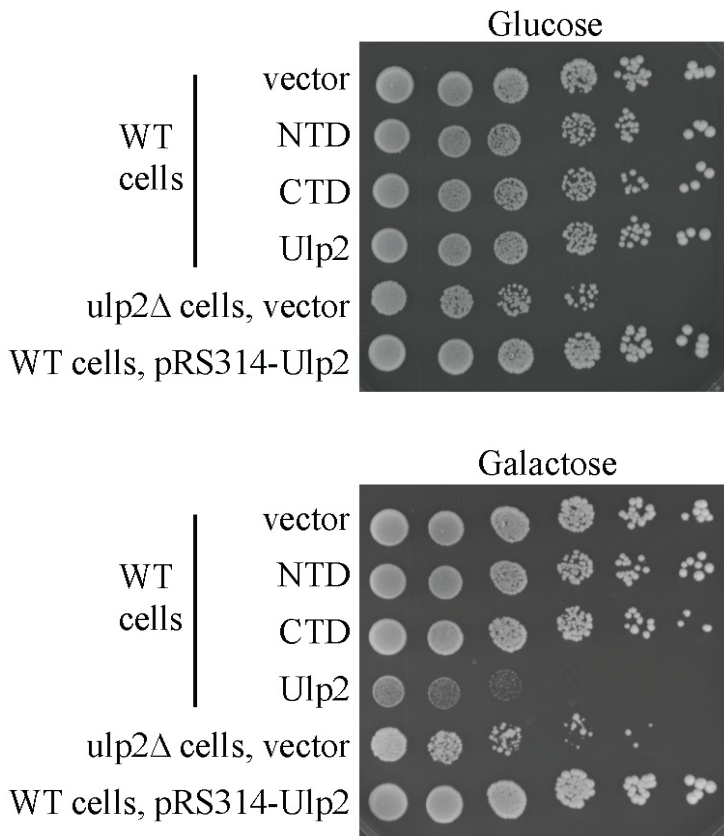 Glucose
vector
WT
cells
NTD
CTD
Ulp2
ulp2Δ cells, vector
WT cells, pRS314-Ulp2
Galactose
vector
WT
cells
NTD
CTD
Ulp2
ulp2Δ cells, vector
WT cells, pRS314-Ulp2